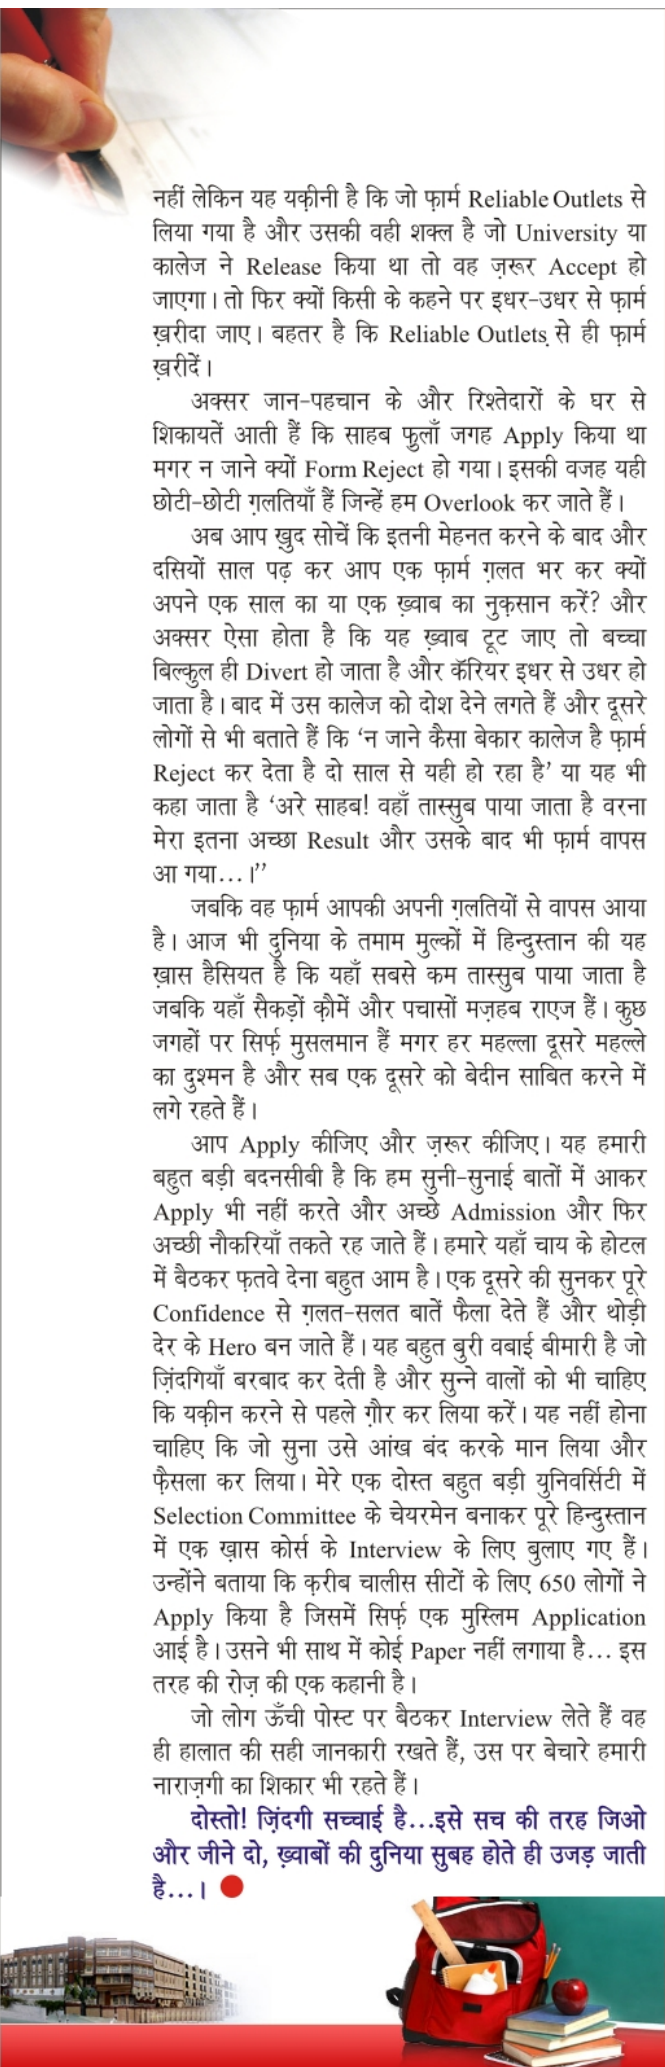 नहीं लेकिन यह यक़ीनी है कि जो फ़ार्म Reliable Outlets से
लिया गया है और उसकी वही शक्ल है जो University या
कालेज ने Release किया था तो वह ज़रूर Accept हो
जाएगा। तो फिर क्यों किसी के कहने पर इधर-उधर से फ़ार्म
ख़रीदा जाए। बहतर है कि Reliable Outlets से ही फ़ार्म
ख़रीदें।
अक्सर जान-पहचान के और रिश्तेदारों के घर से
शिकायतें आती हैं कि साहब फुलाँ जगह Apply किया था
मगर न जाने क्यों Form Reject हो गया। इसकी वजह यही
छोटी-छोटी ग़लतियाँ हैं जिन्हें हम Overlook कर जाते हैं।
अब आप ख़ुद सोचें कि इतनी मेहनत करने के बाद और
दसियों साल पढ़ कर आप एक फ़ार्म ग़लत भर कर क्यों
अपने एक साल का या एक ख़्वाब का नुक़सान करें? और
अक्सर ऐसा होता है कि यह ख़्वाब टूट जाए तो बच्चा
बिल्कुल ही Divert हो जाता है और कॅरियर इधर से उधर हो
जाता है। बाद में उस कालेज को दोश देने लगते हैं और दूसरे
लोगों से भी बताते हैं कि ‘न जाने कैसा बेकार कालेज है फ़ार्म
Reject कर देता है दो साल से यही हो रहा है’ या यह भी
कहा जाता है ‘अरे साहब! वहाँ तास्सुब पाया जाता है वरना
मेरा इतना अच्छा Result और उसके बाद भी फ़ार्म वापस
आ गया...।”
जबकि वह फ़ार्म आपकी अपनी ग़लतियों से वापस आया
है। आज भी दुनिया के तमाम मुल्कों में हिन्दुस्तान की यह
ख़ास हैसियत है कि यहाँ सबसे कम तास्सुब पाया जाता है
जबकि यहाँ सैकड़ों क़ौमें और पचासों मज़हब राएज हैं। कुछ
जगहों पर सिर्फ़ मुसलमान हैं मगर हर महल्ला दूसरे महल्ले
का दुश्मन है और सब एक दूसरे को बेदीन साबित करने में
लगे रहते हैं।
आप Apply कीजिए और ज़रूर कीजिए। यह हमारी
बहुत बड़ी बदनसीबी है कि हम सुनी-सुनाई बातों में आकर
Apply भी नहीं करते और अच्छे Admission और फिर
अच्छी नौकरियाँ तकते रह जाते हैं। हमारे यहाँ चाय के होटल
में बैठकर फ़तवे देना बहुत आम है। एक दूसरे की सुनकर पूरे
Confidence से ग़लत-सलत बातें फैला देते हैं और थोड़ी
देर के Hero बन जाते हैं। यह बहुत बुरी वबाई बीमारी है जो
ज़िंदगियाँ बरबाद कर देती है और सुन्ने वालों को भी चाहिए
कि यक़ीन करने से पहले ग़ौर कर लिया करें। यह नहीं होना
चाहिए कि जो सुना उसे आंख बंद करके मान लिया और
फ़ैसला कर लिया। मेरे एक दोस्त बहुत बड़ी युनिवर्सिटी में
Selection Committee के चेयरमेन बनाकर पूरे हिन्दुस्तान
में एक ख़ास कोर्स के Interview के लिए बुलाए गए हैं।
उन्होंने बताया कि क़रीब चालीस सीटों के लिए 650 लोगों ने
Apply किया है जिसमें सिर्फ़ एक मुस्लिम Application
आई है। उसने भी साथ में कोई Paper नहीं लगाया है... इस
तरह की रोज़ की एक कहानी है।
जो लोग ऊँची पोस्ट पर बैठकर Interview लेते हैं वह
ही हालात की सही जानकारी रखते हैं, उस पर बेचारे हमारी
नाराज़गी का शिकार भी रहते हैं।
दोस्तो! ज़िंदगी सच्चाई है...इसे सच की तरह जिओ
और जीने दो, ख़्वाबों की दुनिया सुबह होते ही उजड़ जाती
है...।